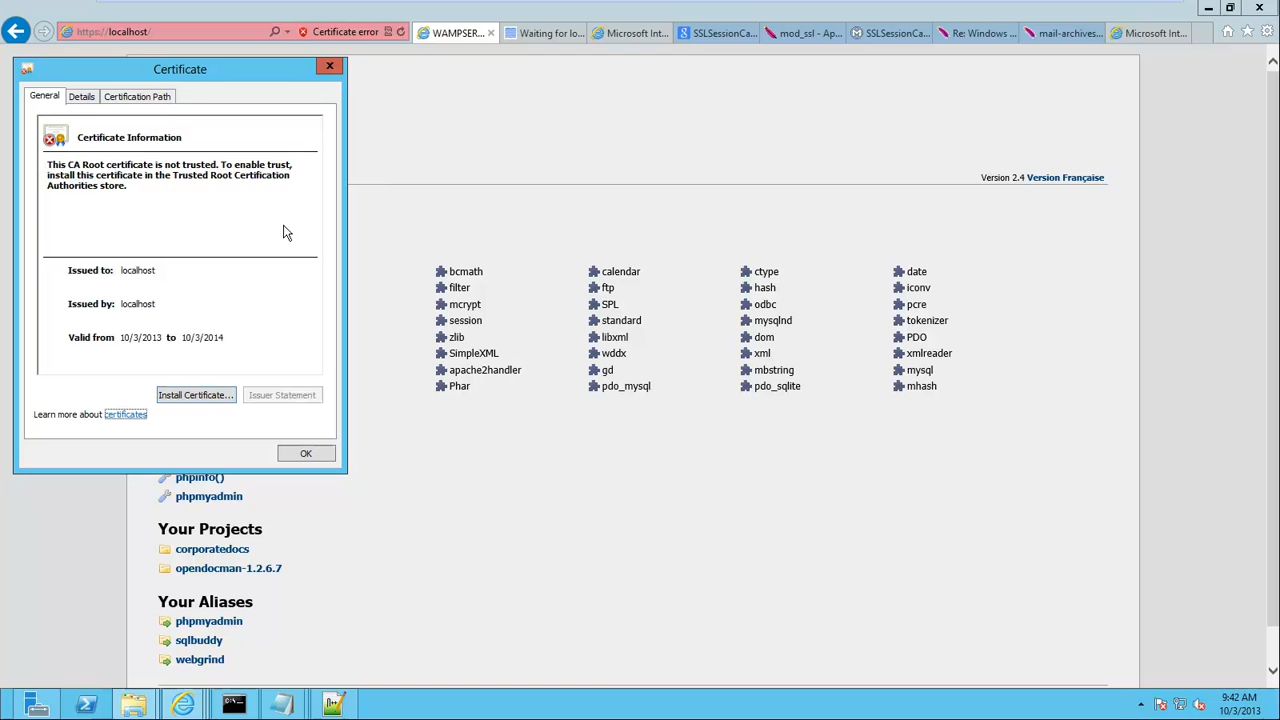 https://localhost/
Certificate error
WAMPSER...
Waiting for lo...
Microsoft Int...
SSLSessionCa...
mod_ssl - Ap...
SSLSessionCa...
Re: Windows ...
mail-archives...
Microsoft Int...
Certificate
General
Details
Certification Path
Certificate Information
This CA Root certificate is not trusted. To enable trust,
install this certificate in the Trusted Root Certification
Authorities store.
Issued to: localhost
Issued by: localhost
Valid from 10/3/2013 to 10/3/2014
Install Certificate...
Issuer Statement
Learn more about certificates
OK
Version 2.4 Version Française
bcmath calendar ctype date
filter ftp hash iconv
mcrypt SPL odbc pcre
session standard mysqlnd tokenizer
zlib libxml dom PDO
SimpleXML wddx xml xmlreader
apache2handler gd mbstring mysql
Phar pdo_mysql pdo_sqlite mhash
phpinfo()
phpmyadmin
Your Projects
corporatedocs
opendocman-1.2.6.7
Your Aliases
phpmyadmin
sqlbuddy
webgrind
9:42 AM
10/3/2013